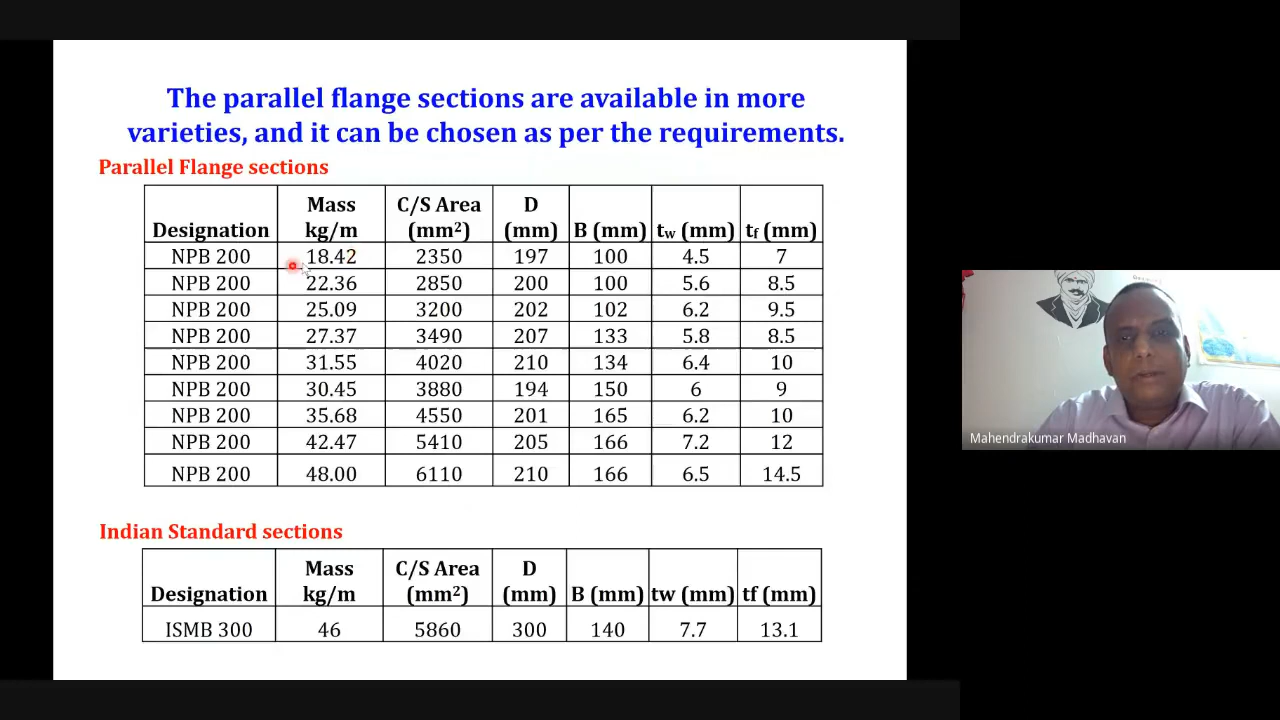 The parallel flange sections are available in more
varieties, and it can be chosen as per the requirements.
Parallel Flange sections
Designation Mass kg/m C/S Area (mm²) D (mm) B (mm) tw (mm) tf (mm)
NPB 200 18.42 2350 197 100 4.5 7
NPB 200 22.36 2850 200 100 5.6 8.5
NPB 200 25.09 3200 202 102 6.2 9.5
NPB 200 27.37 3490 207 133 5.8 8.5
NPB 200 31.55 4020 210 134 6.4 10
NPB 200 30.45 3880 194 150 6 9
NPB 200 35.68 4550 201 165 6.2 10
NPB 200 42.47 5410 205 166 7.2 12
NPB 200 48.00 6110 210 166 6.5 14.5
Indian Standard sections
Designation Mass kg/m C/S Area (mm²) D (mm) B (mm) tw (mm) tf (mm)
ISMB 300 46 5860 300 140 7.7 13.1
Mahendrakumar Madhavan